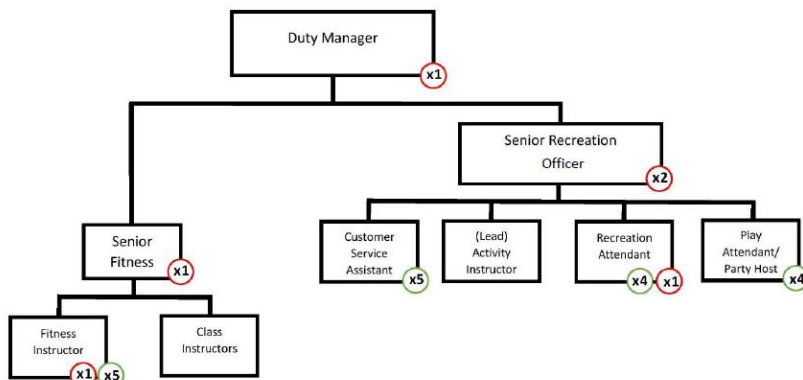 Duty Manager
x1
Senior Recreation
Officer
x2
Senior
Fitness
x1
Customer
Service
Assistant
x5
(Lead)
Activity
Instructor
Recreation
Attendant
x4 x1
Play
Attendant/
Party Host
x4
Fitness
Instructor
x1 x5
Class
Instructors